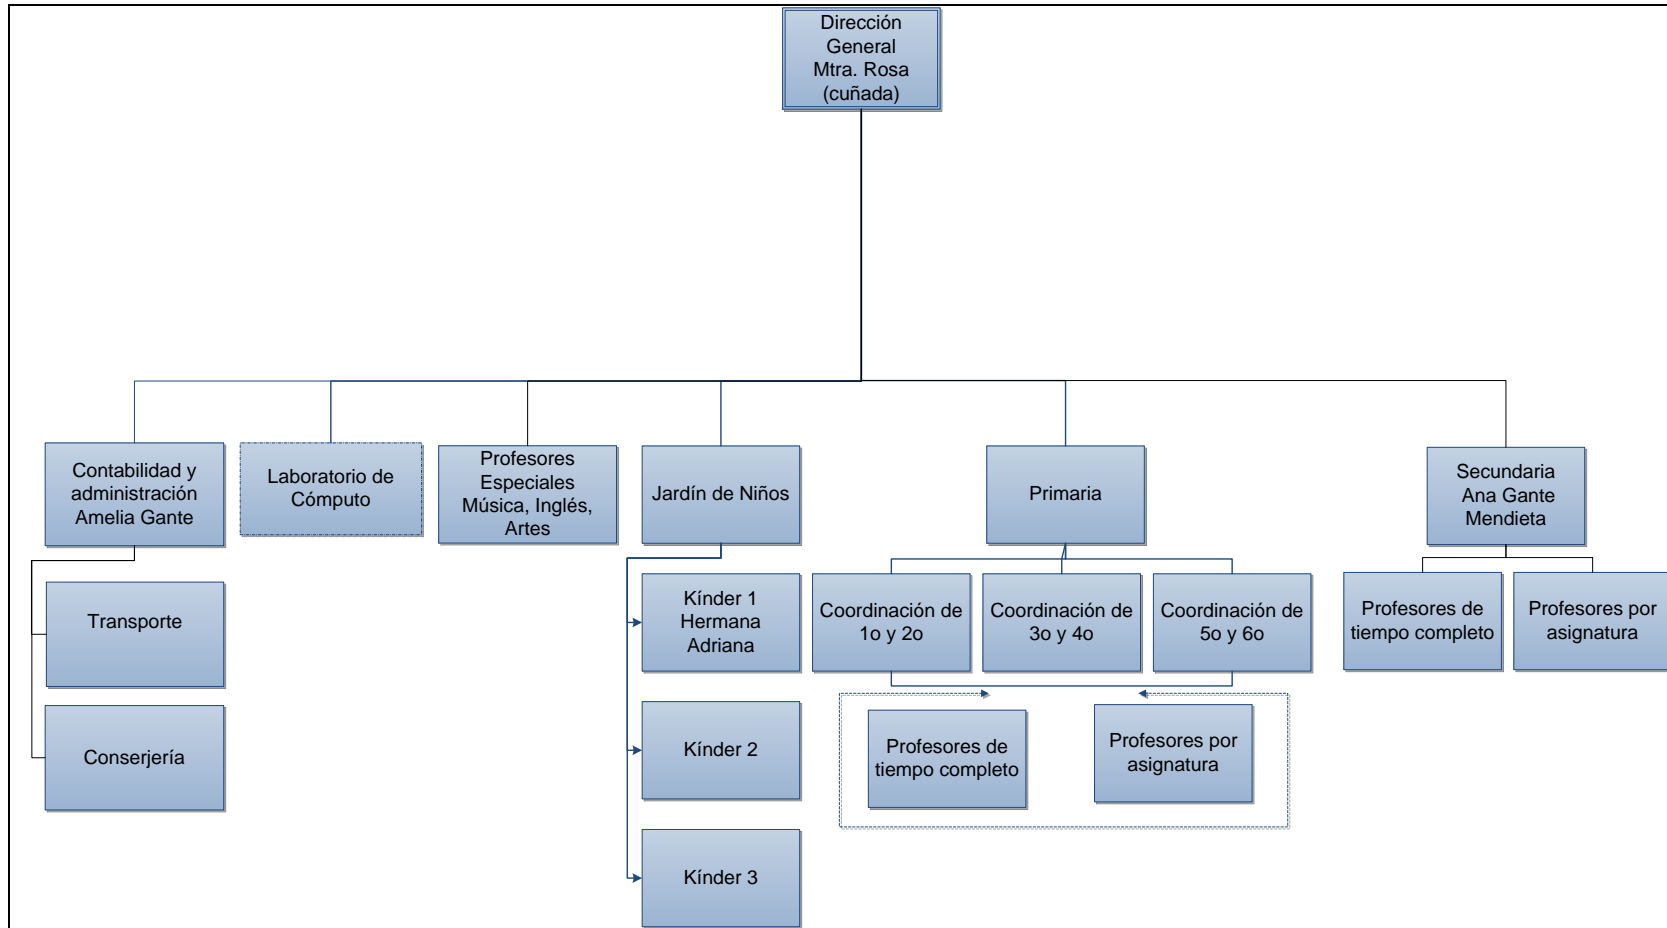 Dirección
General
Mtra. Rosa
(cuñada)
Contabilidad y
administración
Amelia Gante
Laboratorio de
Cómputo
Profesores
Especiales
Música, Inglés,
Artes
Jardín de Niños
Primaria
Secundaria
Ana Gante
Mendieta
Transporte
Conserjería
Kínder 1
Hermana
Adriana
Kínder 2
Kínder 3
Coordinación de
1o y 2o
Coordinación de
3o y 4o
Coordinación de
5o y 6o
Profesores de
tiempo completo
Profesores por
asignatura
Profesores de
tiempo completo
Profesores por
asignatura